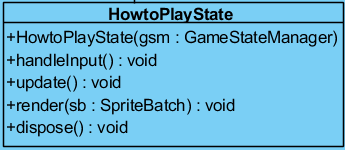 HowtoPlayState
+HowtoPlayState(gsm : GameStateManager)
+handleInput() : void
+update() : void
+render(sb : SpriteBatch) : void
+dispose() : void